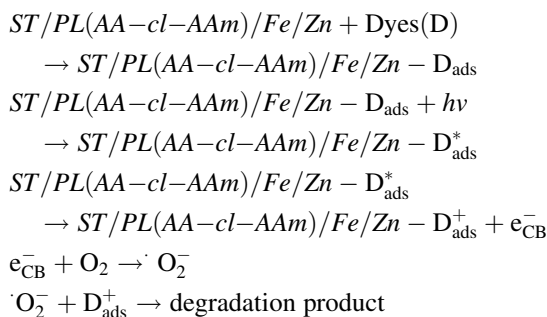 ST/PL(AA−cl−AAm)/Fe/Zn + Dyes(D)
→ ST/PL(AA−cl−AAm)/Fe/Zn − D_ads
ST/PL(AA−cl−AAm)/Fe/Zn − D_ads + hv
→ ST/PL(AA−cl−AAm)/Fe/Zn − D*_ads
ST/PL(AA−cl−AAm)/Fe/Zn − D*_ads
→ ST/PL(AA−cl−AAm)/Fe/Zn − D⁺_ads + e⁻_CB
e⁻_CB + O₂ → ˙O₂⁻
˙O₂⁻ + D⁺_ads → degradation product